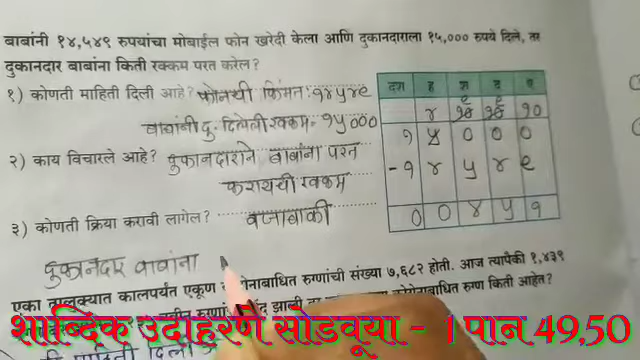 बाबांनी १४,५४९ रुपयांचा मोबाईल फोन खरेदी केला आणि दुकानदाराला १५,००० रुपये दिले, तर
दुकानदार बाबांना किती रक्कम परत करेल?
१) कोणती माहिती दिली आहे? फोनची किंमत : १४५४९
बाबांनी दु. दिलेली रक्कम = १५०००
२) काय विचारले आहे? दुकानदाराने बाबांना परत
करायची रक्कम
३) कोणती क्रिया करावी लागेल? वजाबाकी
दह ह श द ए
४ ९ ९ १०
१ ५ ० ० ०
- १ ४ ५ ४ ९
० ० ४ ५ १
दुकानदार बाबांना
एका तालुक्यात कालपर्यंत एकूण रुग्णांची संख्या ७,६८२ होती. आज त्यापैकी १,४३९
रुग्ण किती आहेत?
शाब्दिक उदाहरण सोडवूया - 1 पान 49,50